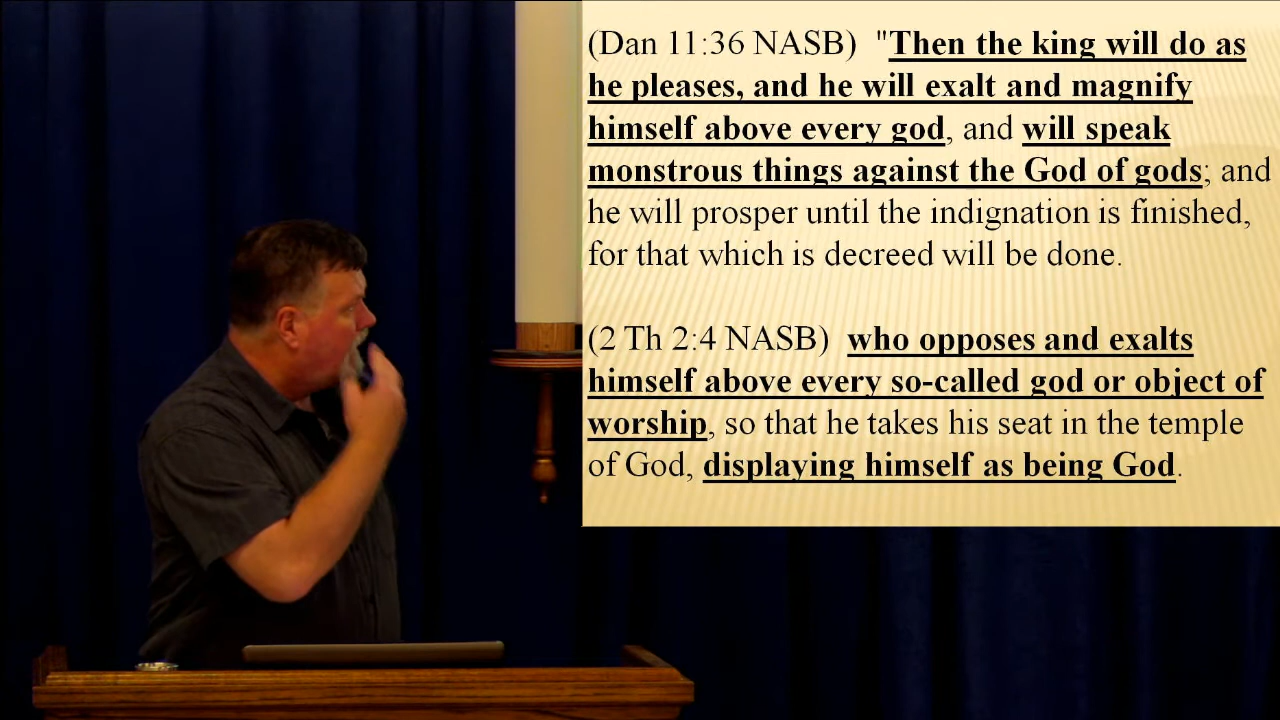 (Dan 11:36 NASB)  "Then the king will do as
he pleases, and he will exalt and magnify
himself above every god, and will speak
monstrous things against the God of gods; and
he will prosper until the indignation is finished,
for that which is decreed will be done.
(2 Th 2:4 NASB)  who opposes and exalts
himself above every so-called god or object of
worship, so that he takes his seat in the temple
of God, displaying himself as being God.